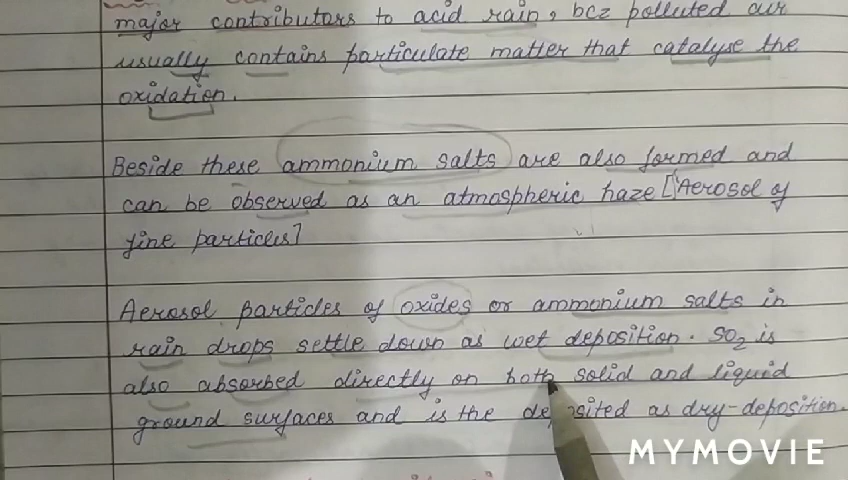 major contributors to acid rain, bcz polluted air
usually contains particulate matter that catalyse the
oxidation.
Beside these ammonium salts are also formed and
can be observed as an atmospheric haze [Aerosol of
fine particles]
Aerosol particles of oxides or ammonium salts in
rain drops settle down as wet deposition. SO2 is
also absorbed directly on both solid and liquid
ground surfaces and is the deposited as dry-deposition.
MYMOVIE